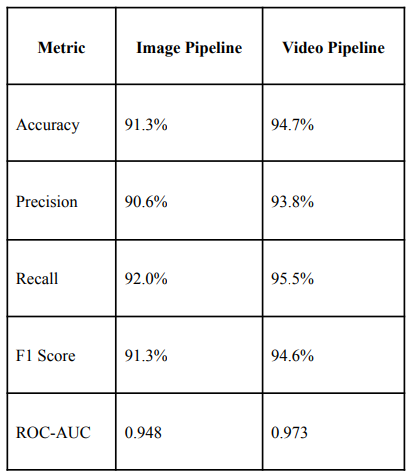 Metric Image Pipeline Video Pipeline
Accuracy 91.3% 94.7%
Precision 90.6% 93.8%
Recall 92.0% 95.5%
F1 Score 91.3% 94.6%
ROC-AUC 0.948 0.973